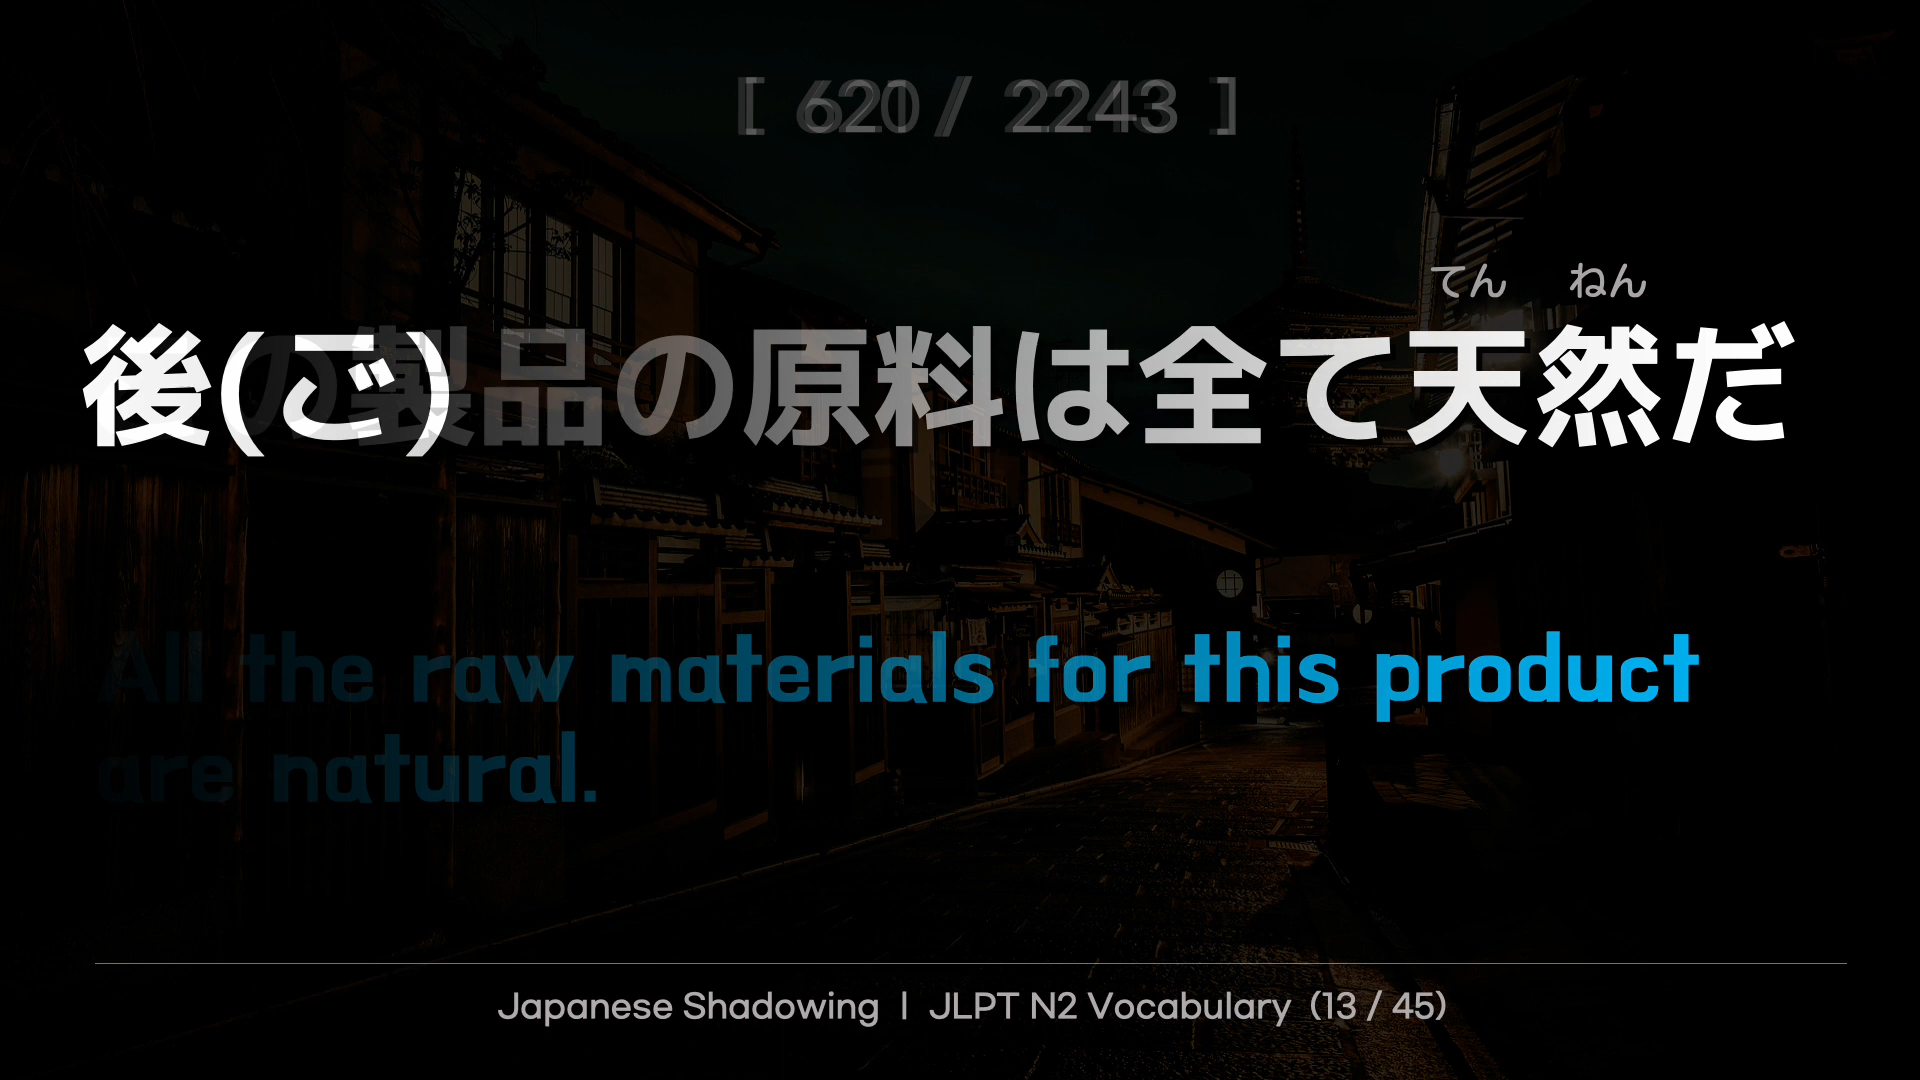 [ 620 / 2243 ]
てん ねん
後(ご)の製品の原料は全て天然だ
All the raw materials for this product
are natural.
Japanese Shadowing | JLPT N2 Vocabulary (13 / 45)